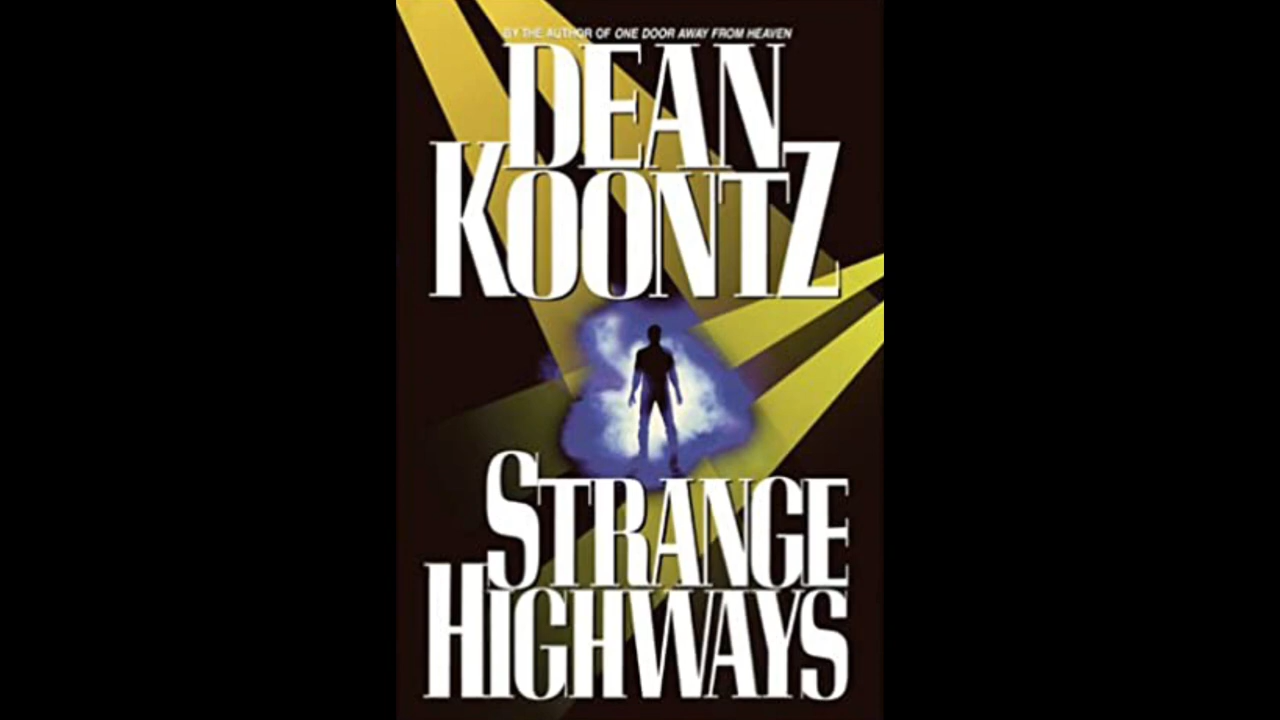 BY THE AUTHOR OF ONE DOOR AWAY FROM HEAVEN
DEAN
KOONTZ
STRANGE
HIGHWAYS